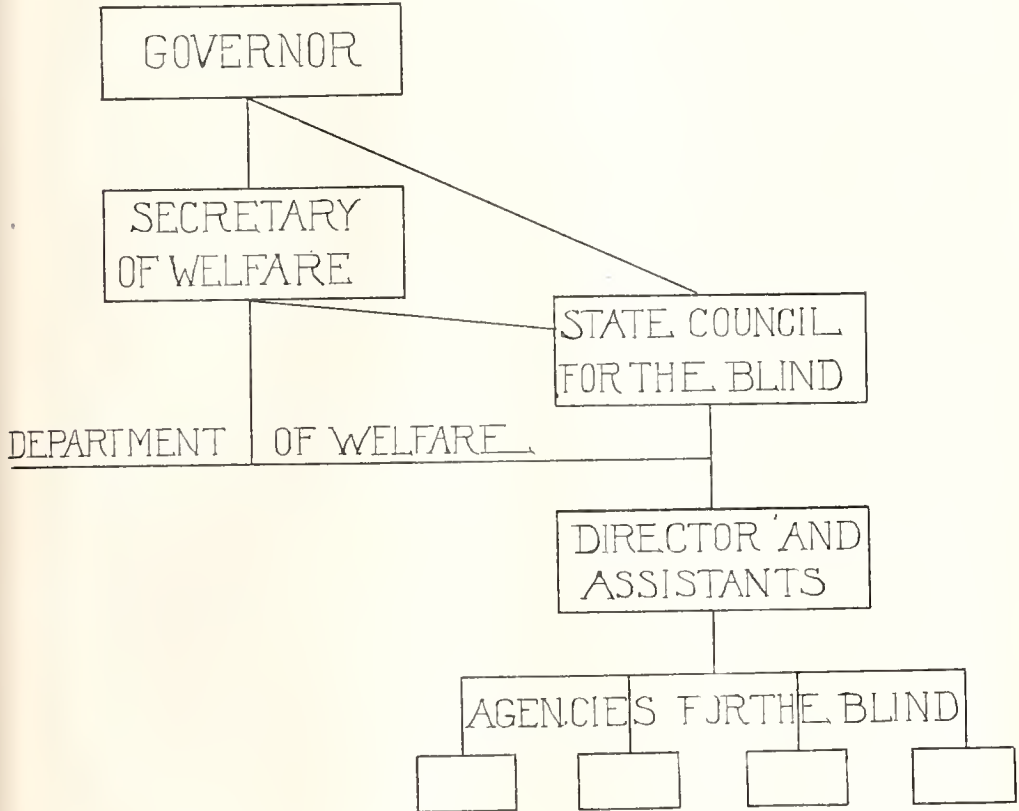 GOVERNOR
SECRETARY
OF WELFARE
STATE COUNCIL
FOR THE BLIND
DEPARTMENT OF WELFARE
DIRECTOR AND
ASSISTANTS
AGENCIES FOR THE BLIND